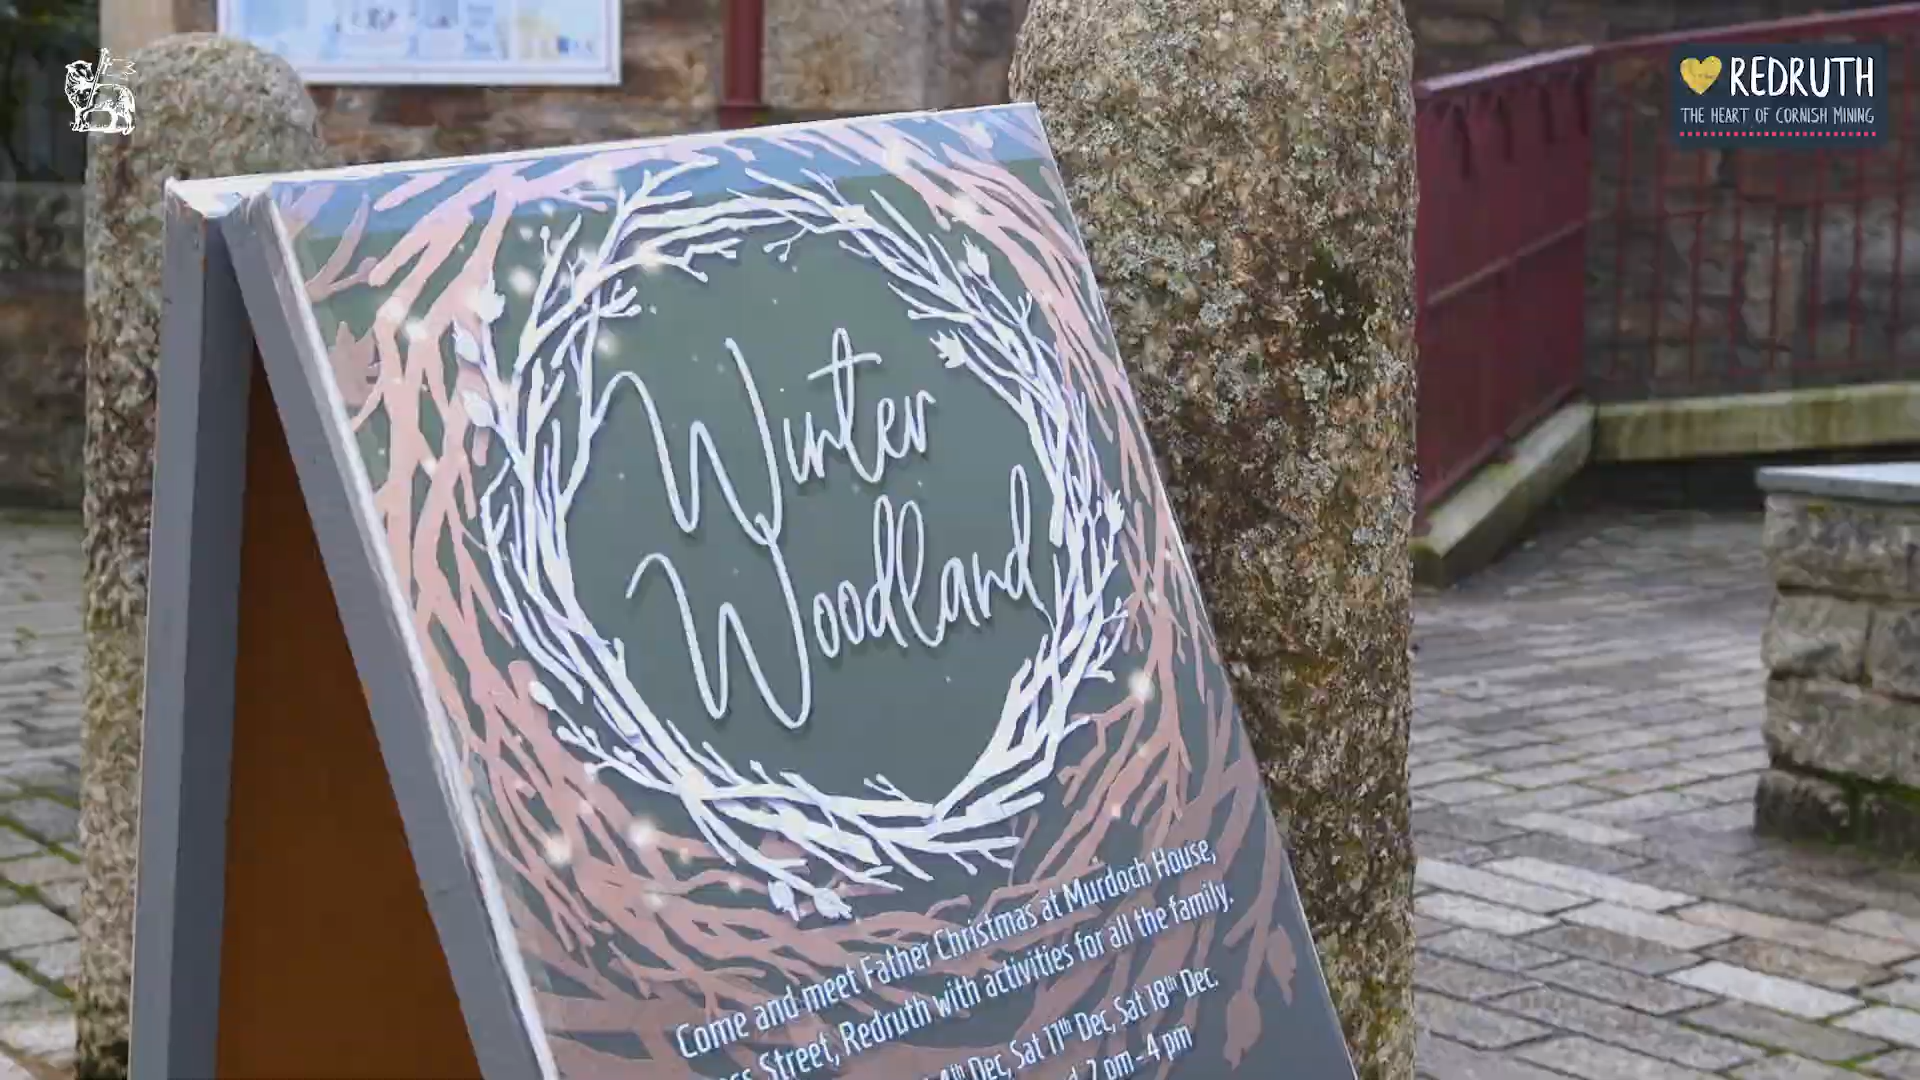 REDRUTH
THE HEART OF CORNISH MINING
Winter
Woodland
Come and meet Father Christmas at Murdoch House,
Street, Redruth with activities for all the family.
4th Dec, Sat 11th Dec, Sat 18th Dec.
2 pm - 4 pm